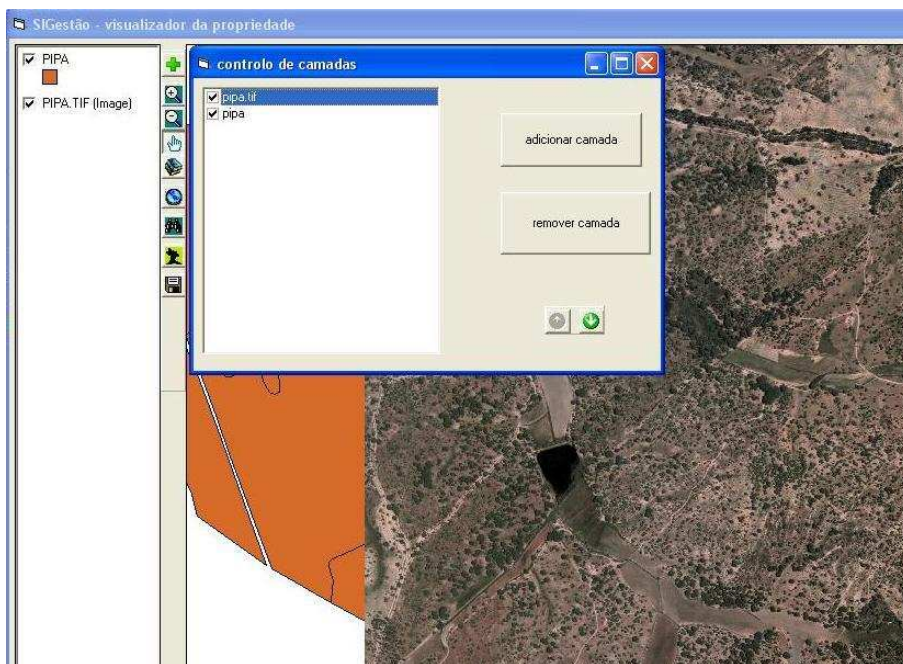 SIGestão - visualizador da propriedade
PIPA
PIPA.TIF (Image)
controlo de camadas
pipa.tif
pipa
adicionar camada
remover camada